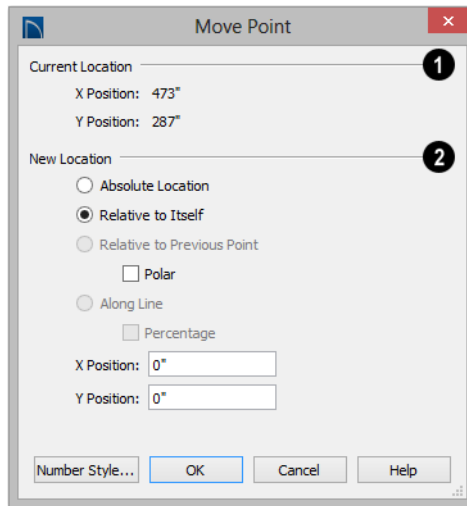 Move Point
Current Location
1
X Position: 473"
Y Position: 287"
New Location
2
Absolute Location
Relative to Itself
Relative to Previous Point
Polar
Along Line
Percentage
X Position: 0"
Y Position: 0"
Number Style... OK Cancel Help